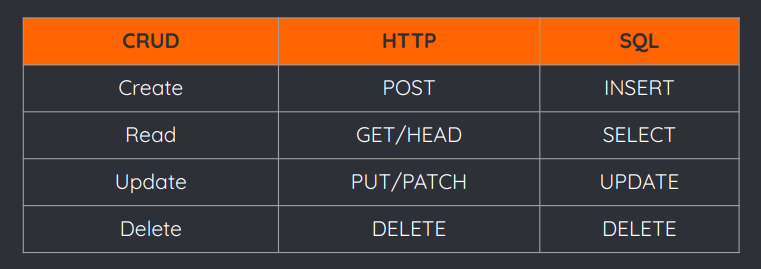 CRUD HTTP SQL
Create POST INSERT
Read GET/HEAD SELECT
Update PUT/PATCH UPDATE
Delete DELETE DELETE